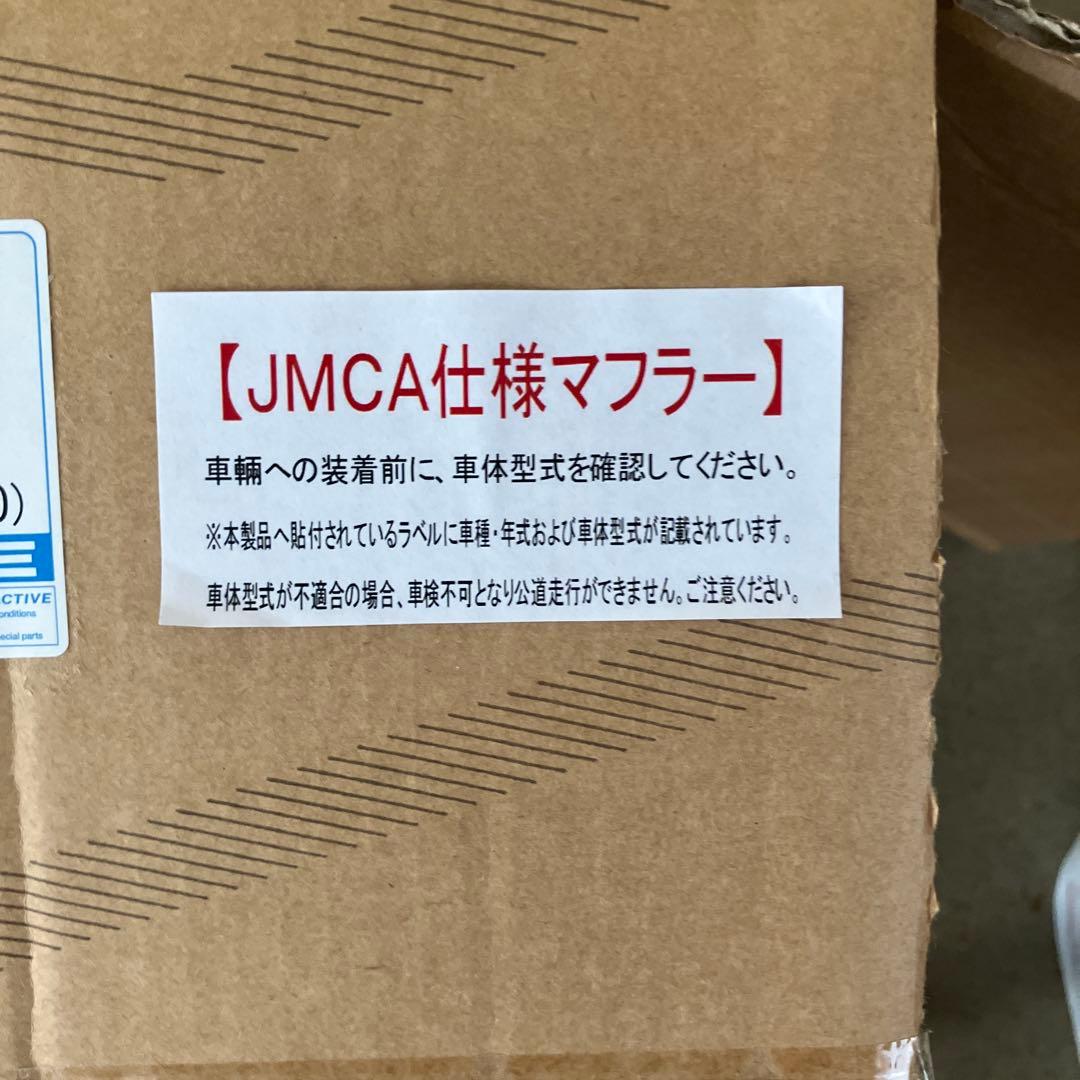 【JMCA仕様マフラー】
車輌への装着前に、車体型式を確認してください。
※本製品へ貼付されているラベルに車種・年式および車体型式が記載されています。
車体型式が不適合の場合、車検不可となり公道走行ができません。ご注意ください。
0)
E
ACTIVE
onditions
ecial parts